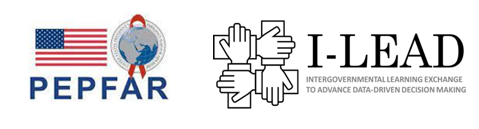 PEPFAR
I-LEAD
INTERGOVERNMENTAL LEARNING EXCHANGE
TO ADVANCE DATA-DRIVEN DECISION MAKING